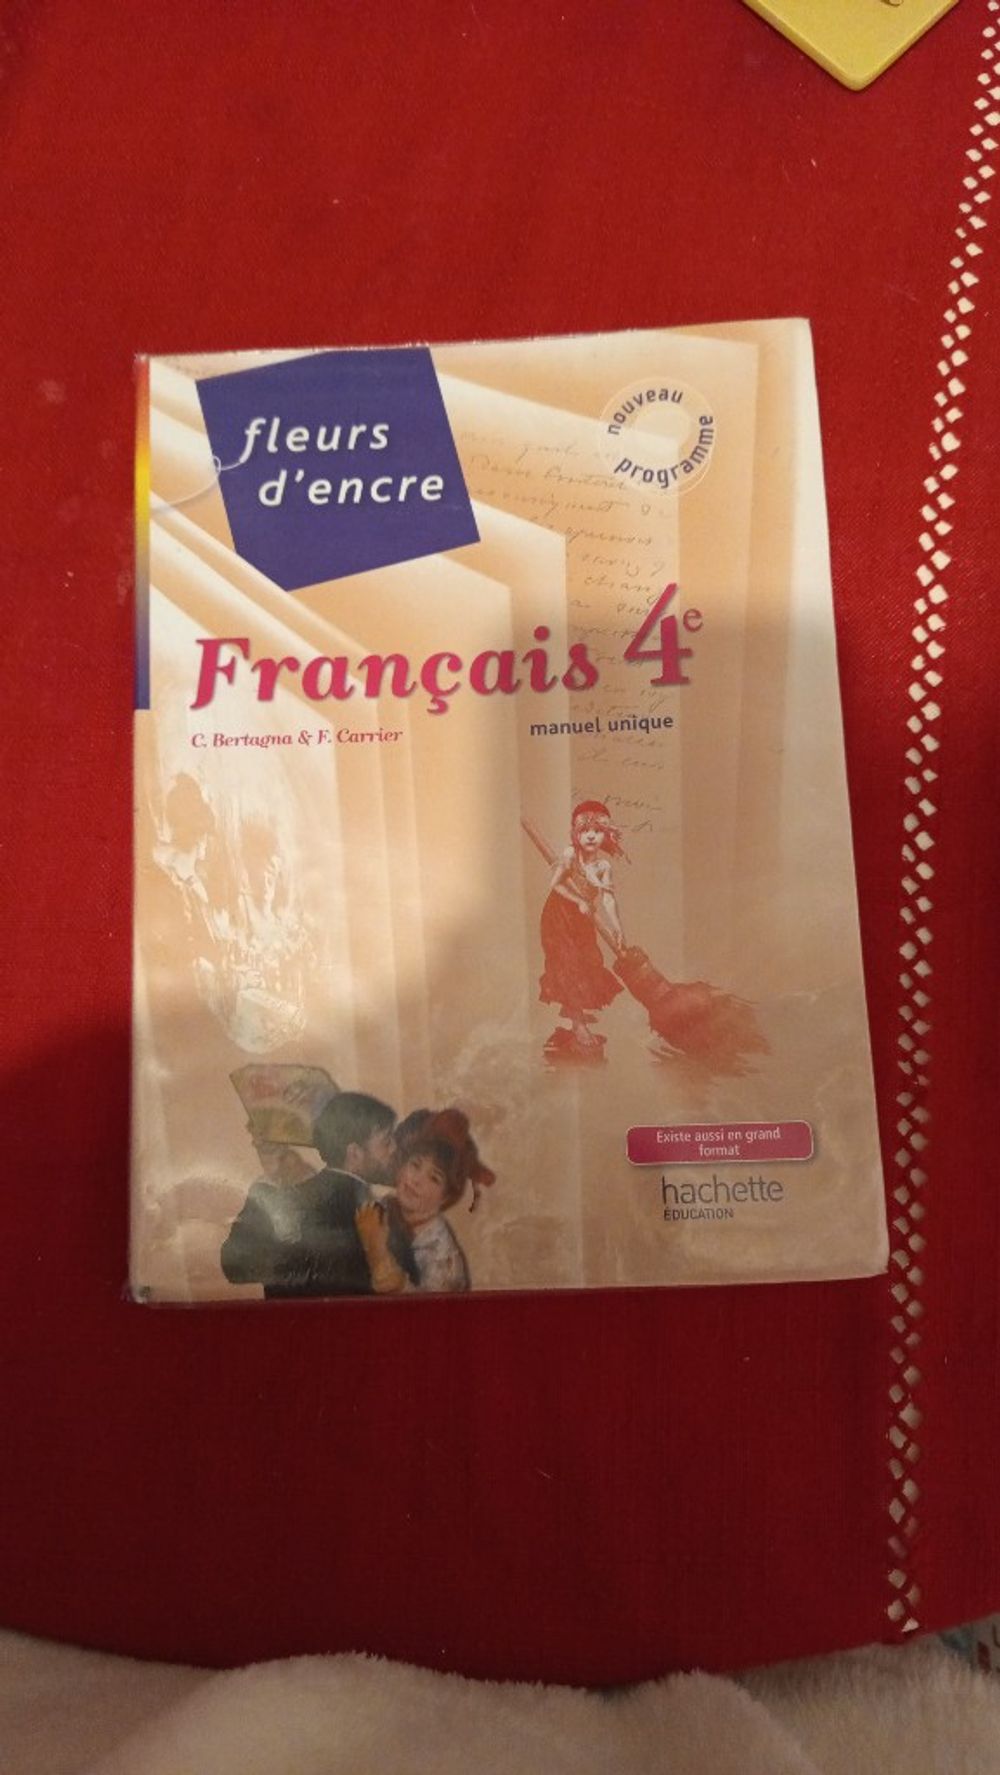 fleurs
d'encre
nouveau
programme
Français 4e
C. Bertagna & F. Carrier
manuel unique
Existe aussi en grand
format
hachette
ÉDUCATION